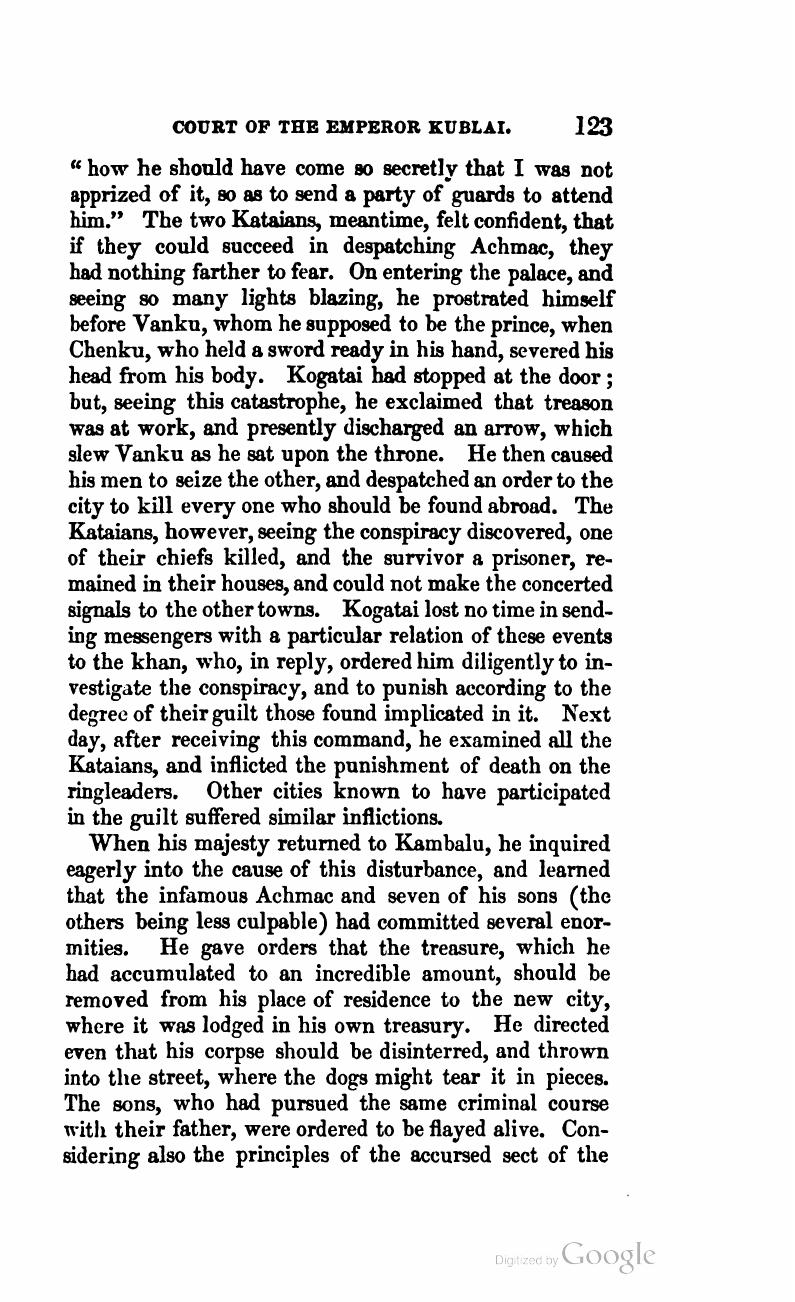 COURT OF THE EMPEROR KUBLAI. 123
“ how he should have come so secretly that I was not
apprized of it, so as to send a party of guards to attend
him.” The two Kataians, meantime, felt confident, that
if they could succeed in despatching Achmac, they
had nothing farther to fear. On entering the palace, and
seeing so many lights blazing, he prostrated himself
before Vanku, whom he supposed to be the prince, when
Chenku, who held a sword ready in his hand, severed his
head from his body. Kogatai had stopped at the door ;
but, seeing this catastrophe, he exclaimed that treason
was at work, and presently discharged an arrow, which
slew Vanku as he sat upon the throne. He then caused
his men to seize the other, and despatched an order to the
city to kill every one who should be found abroad. The
Kataians, however, seeing the conspiracy discovered, one
of their chiefs killed, and the survivor a prisoner, re-
mained in their houses, and could not make the concerted
signals to the other towns. Kogatai lost no time in send-
ing messengers with a particular relation of these events
to the khan, who, in reply, ordered him diligently to in-
vestigate the conspiracy, and to punish according to the
degree of their guilt those found implicated in it. Next
day, after receiving this command, he examined all the
Kataians, and inflicted the punishment of death on the
ringleaders. Other cities known to have participated
in the guilt suffered similar inflictions.
When his majesty returned to Kambalu, he inquired
eagerly into the cause of this disturbance, and learned
that the infamous Achmac and seven of his sons (the
others being less culpable) had committed several enor-
mities. He gave orders that the treasure, which he
had accumulated to an incredible amount, should be
removed from his place of residence to the new city,
where it was lodged in his own treasury. He directed
even that his corpse should be disinterred, and thrown
into the street, where the dogs might tear it in pieces.
The sons, who had pursued the same criminal course
with their father, were ordered to be flayed alive. Con-
sidering also the principles of the accursed sect of the
Digitized by Google